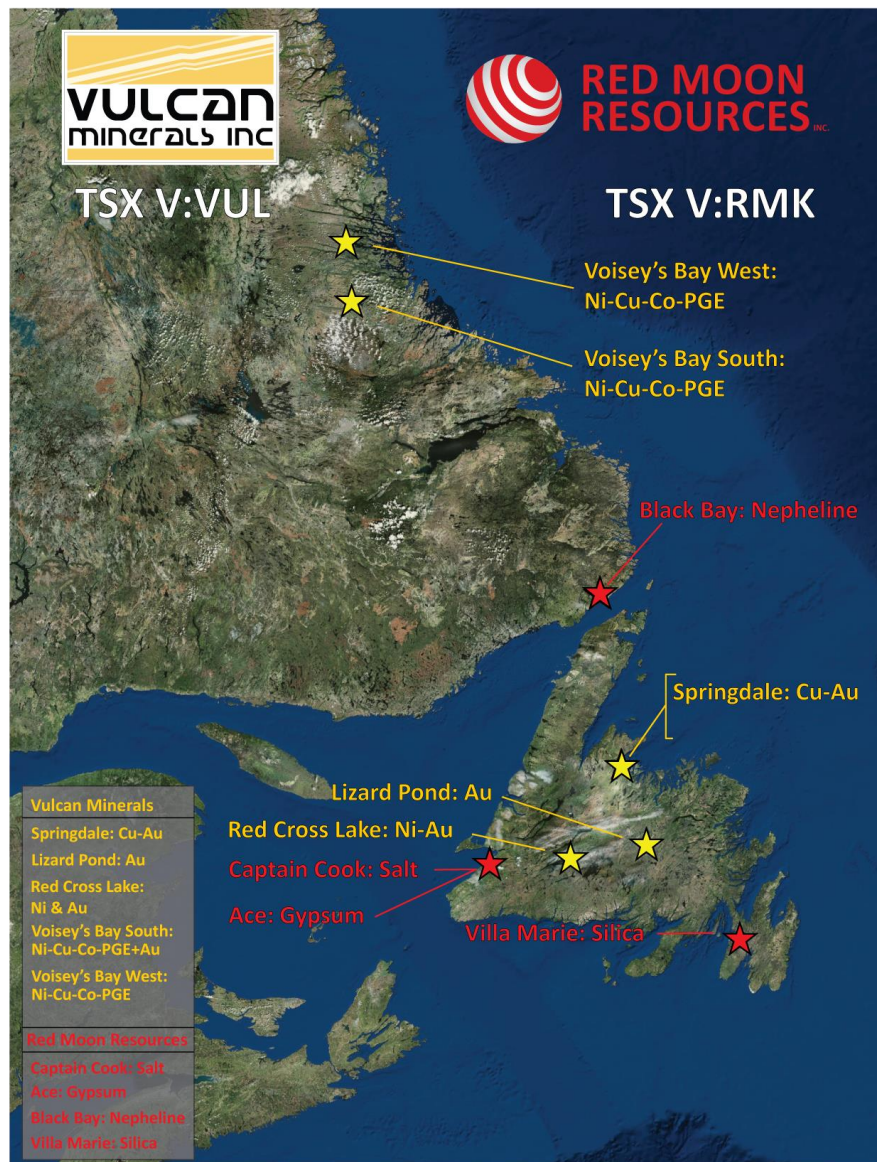 VULCAN
minerals inc
RED MOON
RESOURCES INC.
TSX V:VUL
TSX V:RMK
Voisey's Bay West:
Ni-Cu-Co-PGE
Voisey's Bay South:
Ni-Cu-Co-PGE
Black Bay: Nepheline
Springdale: Cu-Au
Lizard Pond: Au
Red Cross Lake: Ni-Au
Captain Cook: Salt
Ace: Gypsum
Villa Marie: Silica
Vulcan Minerals
Springdale: Cu-Au
Lizard Pond: Au
Red Cross Lake:
Ni & Au
Voisey's Bay South:
Ni-Cu-Co-PGE+Au
Voisey's Bay West:
Ni-Cu-Co-PGE
Red Moon Resources
Captain Cook: Salt
Ace: Gypsum
Black Bay: Nepheline
Villa Marie: Silica